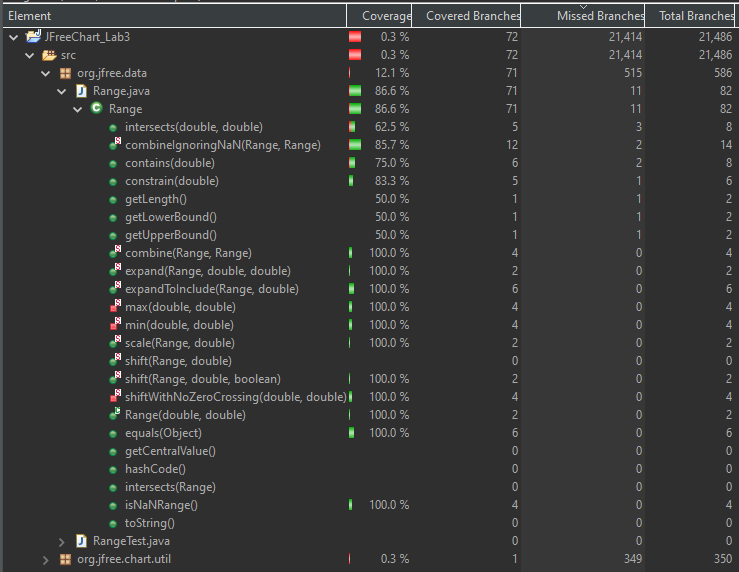 Element Coverage Covered Branches Missed Branches Total Branches
JFreeChart_Lab3 0.3 % 72 21,414 21,486
src 0.3 % 72 21,414 21,486
org.jfree.data 12.1 % 71 515 586
Range.java 86.6 % 71 11 82
Range 86.6 % 71 11 82
intersects(double, double) 62.5 % 5 3 8
combineIgnoringNaN(Range, Range) 85.7 % 12 2 14
contains(double) 75.0 % 6 2 8
constrain(double) 83.3 % 5 1 6
getLength() 50.0 % 1 1 2
getLowerBound() 50.0 % 1 1 2
getUpperBound() 50.0 % 1 1 2
combine(Range, Range) 100.0 % 4 0 4
expand(Range, double, double) 100.0 % 2 0 2
expandToInclude(Range, double) 100.0 % 6 0 6
max(double, double) 100.0 % 4 0 4
min(double, double) 100.0 % 4 0 4
scale(Range, double) 100.0 % 2 0 2
shift(Range, double) 0 0 0
shift(Range, double, boolean) 100.0 % 2 0 2
shiftWithNoZeroCrossing(double, double) 100.0 % 4 0 4
Range(double, double) 100.0 % 2 0 2
equals(Object) 100.0 % 6 0 6
getCentralValue() 0 0 0
hashCode() 0 0 0
intersects(Range) 0 0 0
isNaNRange() 100.0 % 4 0 4
toString() 0 0 0
RangeTest.java 0 0 0
org.jfree.chart.util 0.3 % 1 349 350